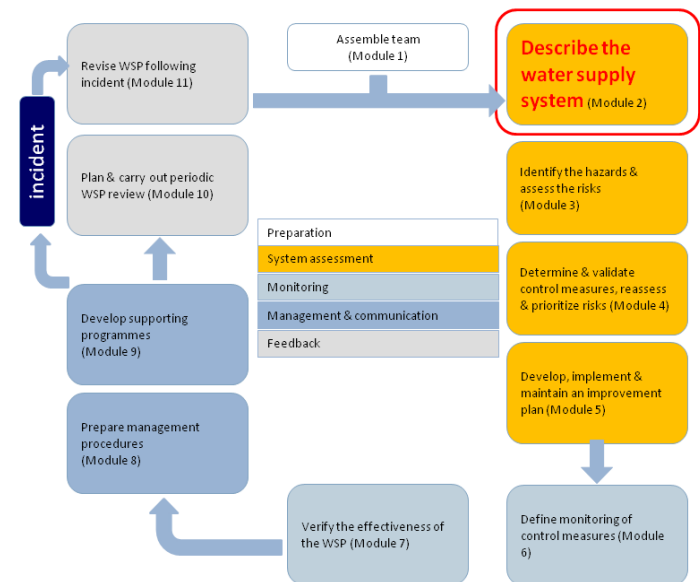 Assemble team
(Module 1)
Describe the
water supply
system (Module 2)
Revise WSP following
incident (Module 11)
incident
Plan & carry out periodic
WSP review (Module 10)
Identify the hazards &
assess the risks
(Module 3)
Preparation
System assessment
Monitoring
Management & communication
Feedback
Determine & validate
control measures, reassess
& prioritize risks (Module 4)
Develop supporting
programmes
(Module 9)
Develop, implement &
maintain an improvement
plan (Module 5)
Prepare management
procedures
(Module 8)
Verify the effectiveness of
the WSP (Module 7)
Define monitoring of
control measures (Module
6)